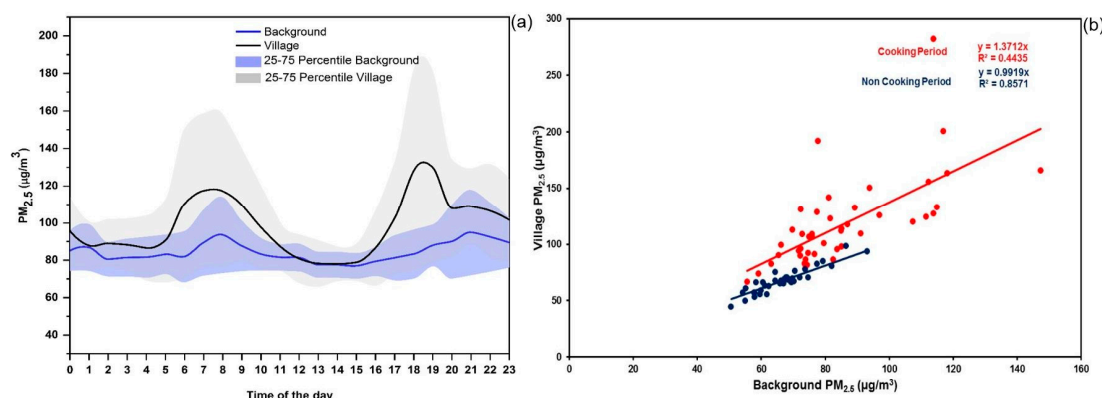 (a)
Background
Village
25-75 Percentile Background
25-75 Percentile Village
PM2.5 (μg/m3)
200
180
160
140
120
100
80
60
40
0 1 2 3 4 5 6 7 8 9 10 11 12 13 14 15 16 17 18 19 20 21 22 23
Time of the day
(b)
Cooking Period
y = 1.3712x
R² = 0.4435
Non Cooking Period
y = 0.9919x
R² = 0.8571
Village PM2.5 (μg/m³)
300
250
200
150
100
50
0
0 20 40 60 80 100 120 140 160
Background PM2.5 (μg/m³)